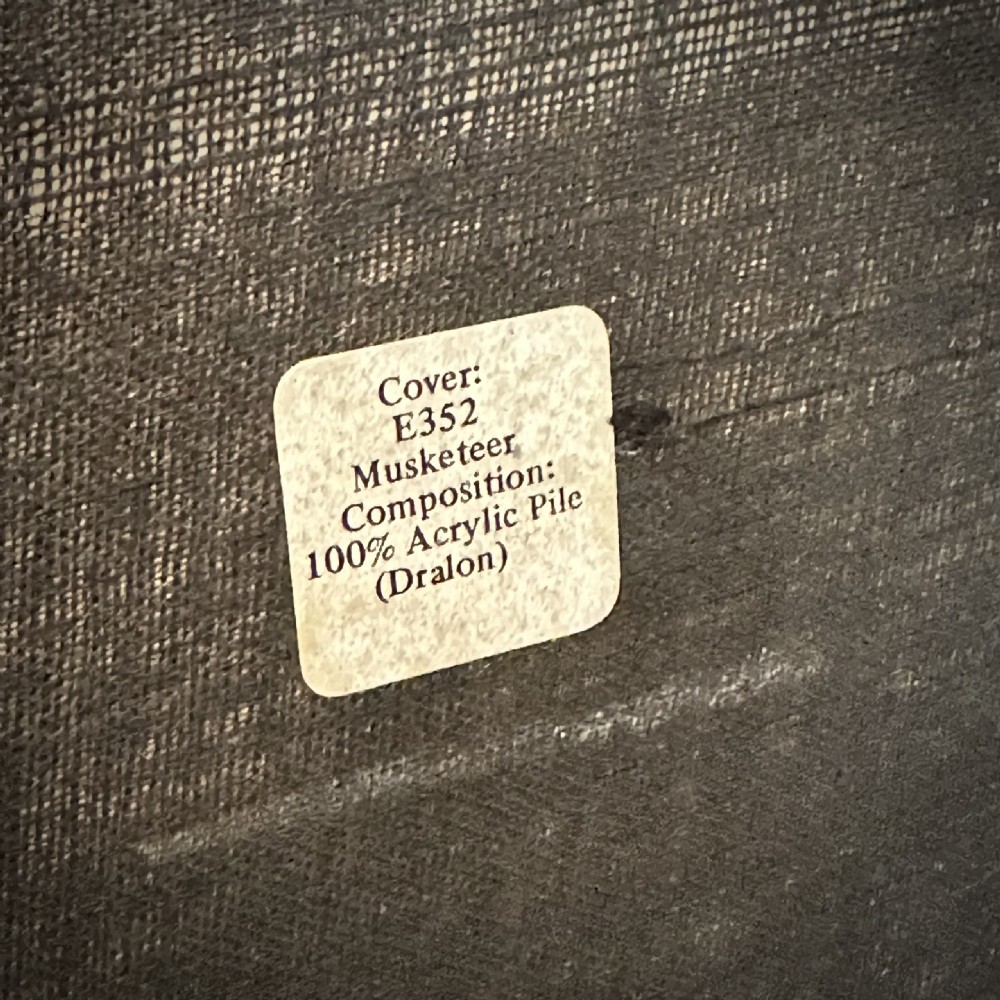 Cover:
E352
Musketeer
Composition:
100% Acrylic Pile
(Dralon)